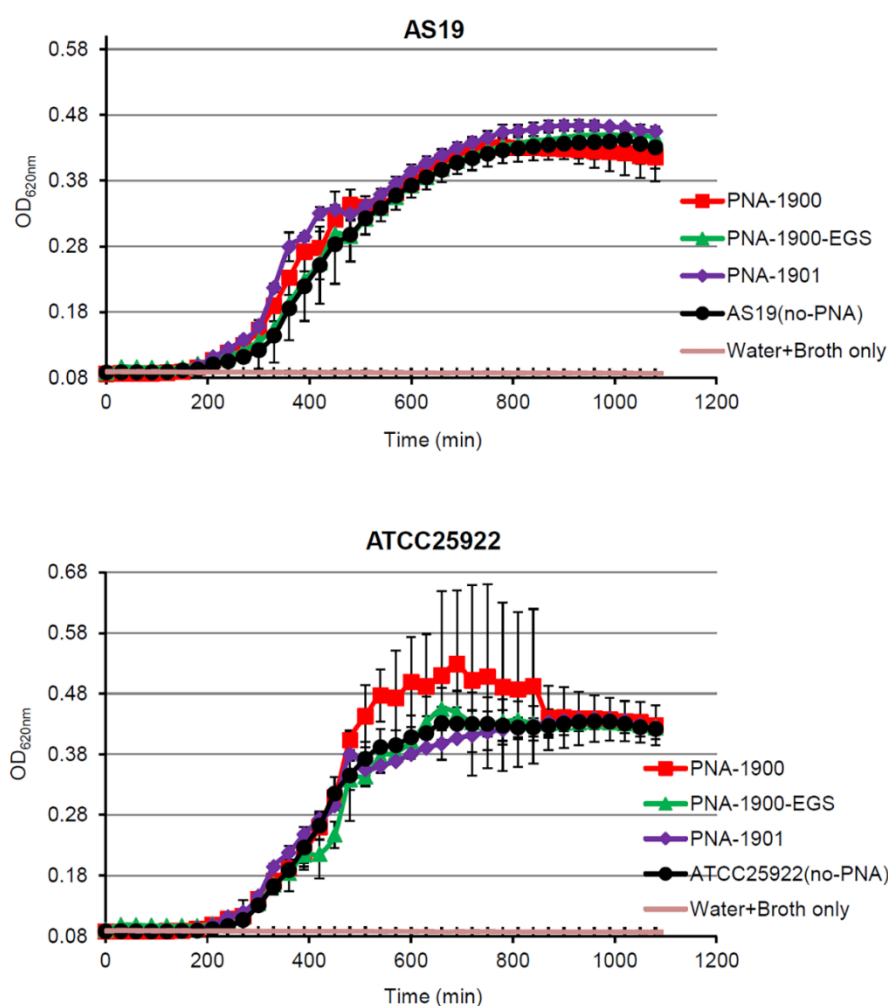 AS19
0.58
0.48
0.38
0.28
0.18
0.08
OD620nm
0 200 400 600 800 1000 1200
Time (min)
PNA-1900
PNA-1900-EGS
PNA-1901
AS19(no-PNA)
Water+Broth only
ATCC25922
0.68
0.58
0.48
0.38
0.28
0.18
0.08
OD620nm
0 200 400 600 800 1000 1200
Time (min)
PNA-1900
PNA-1900-EGS
PNA-1901
ATCC25922(no-PNA)
Water+Broth only